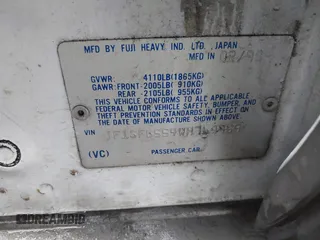 MFD BY FUJI HEAVY IND. LTD., JAPAN
MFD IN
GVWR: 4110LB(1865KG)
GAWR:FRONT-2005LB( 910KG)
REAR -2105LB( 955KG)
THIS VEHICLE CONFORMS TO ALL APPLICABLE
FEDERAL MOTOR VEHICLE SAFETY, BUMPER, AND
THEFT PREVENTION STANDARDS IN EFFECT ON
THE DATE OF MANUFACTURE SHOWN ABOVE.
VIN
(VC) PASSENGER CAR
DREAMBID